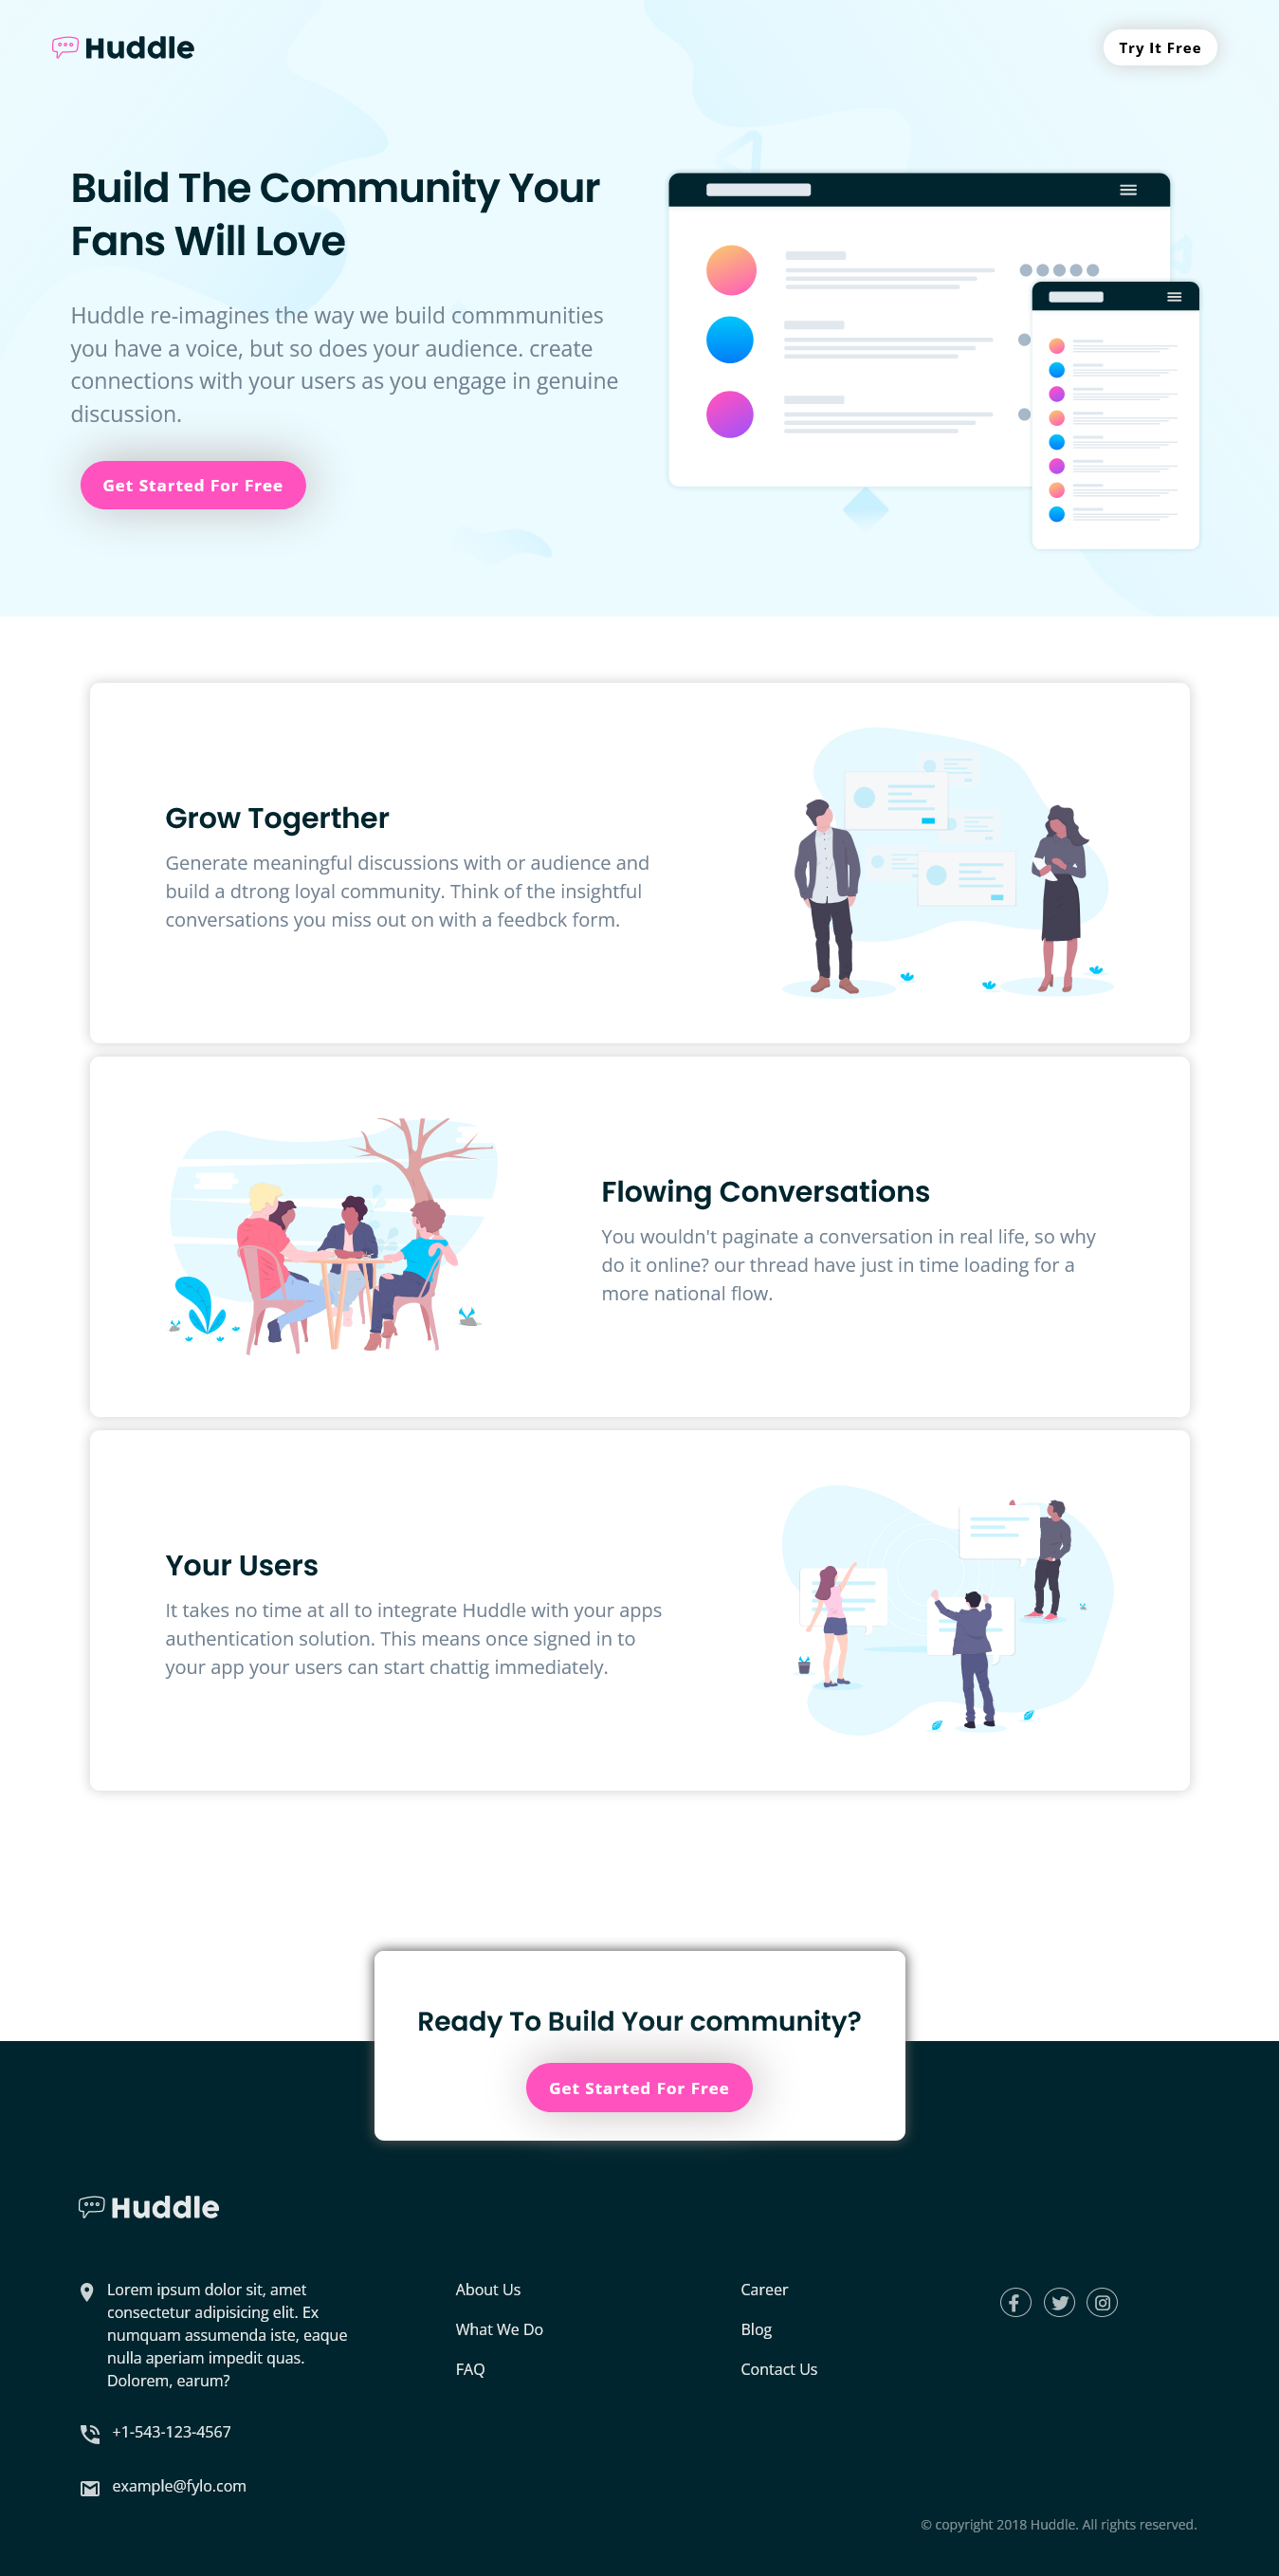 Huddle
Try It Free
Build The Community Your
Fans Will Love
Huddle re-imagines the way we build commmunities
you have a voice, but so does your audience. create
connections with your users as you engage in genuine
discussion.
Get Started For Free
Grow Togerther
Generate meaningful discussions with or audience and
build a dtrong loyal community. Think of the insightful
conversations you miss out on with a feedbck form.
Flowing Conversations
You wouldn't paginate a conversation in real life, so why
do it online? our thread have just in time loading for a
more national flow.
Your Users
It takes no time at all to integrate Huddle with your apps
authentication solution. This means once signed in to
your app your users can start chattig immediately.
Ready To Build Your community?
Get Started For Free
Huddle
Lorem ipsum dolor sit, amet
consectetur adipisicing elit. Ex
numquam assumenda iste, eaque
nulla aperiam impedit quas.
Dolorem, earum?
+1-543-123-4567
example@fylo.com
About Us
What We Do
FAQ
Career
Blog
Contact Us
© copyright 2018 Huddle. All rights reserved.